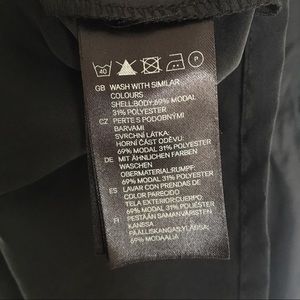 40 P
GB WASH WITH SIMILAR
COLOURS
SHELL:BODY:69% MODAL
31% POLYESTER
CZ PERTE S PODOBNÝMI
BARVAMI
SVRCHNÍ LÁTKA:
HORNÍ ČÁST ODĚVU:
69% MODAL 31% POLYESTER
DE MIT ÄHNLICHEN FARBEN
WASCHEN
OBERMATERIAL:RUMPF:
69% MODAL 31% POLYESTER
ES LAVAR CON PRENDAS DE
COLOR PARECIDO
TELA EXTERIOR:CUERPO:
69% MODAL 31% POLIÉSTER
FI PESTÄÄN SAMANVÄRISTEN
KANSSA
PÄÄLLISKANGAS:YLÄOSA:
69% MODAALIA